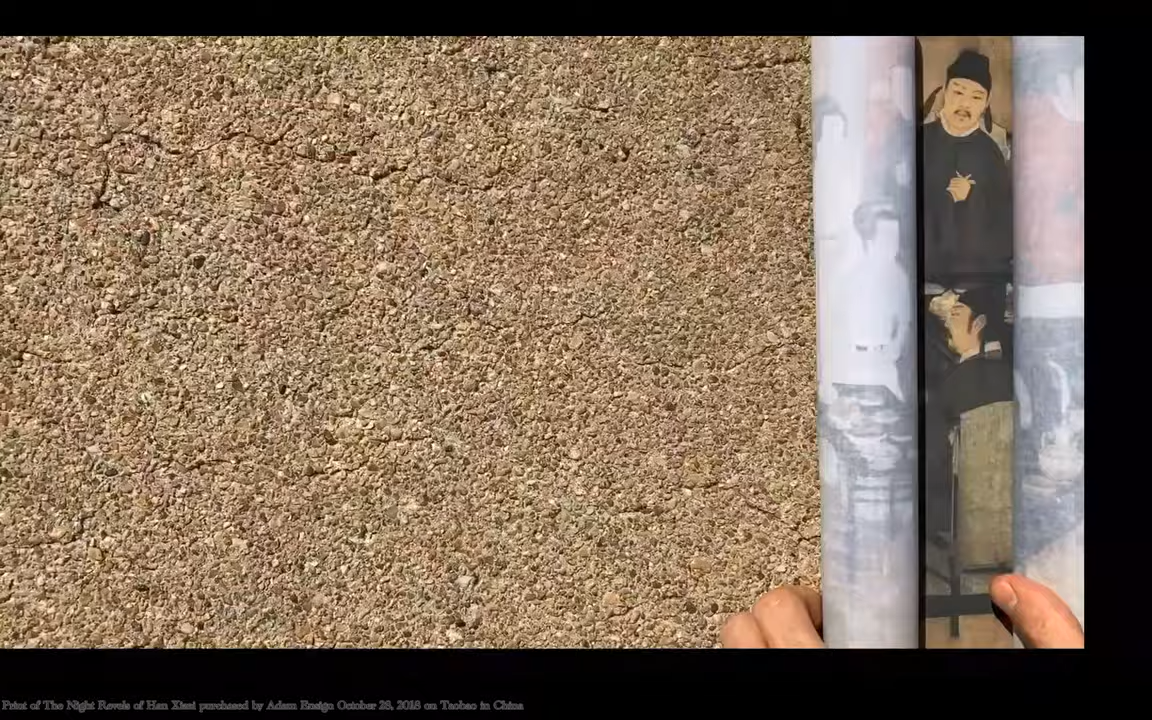 Print of The Night Revels of Han Xizai purchased by Adam Ensign October 28, 2018 on Taobao in China